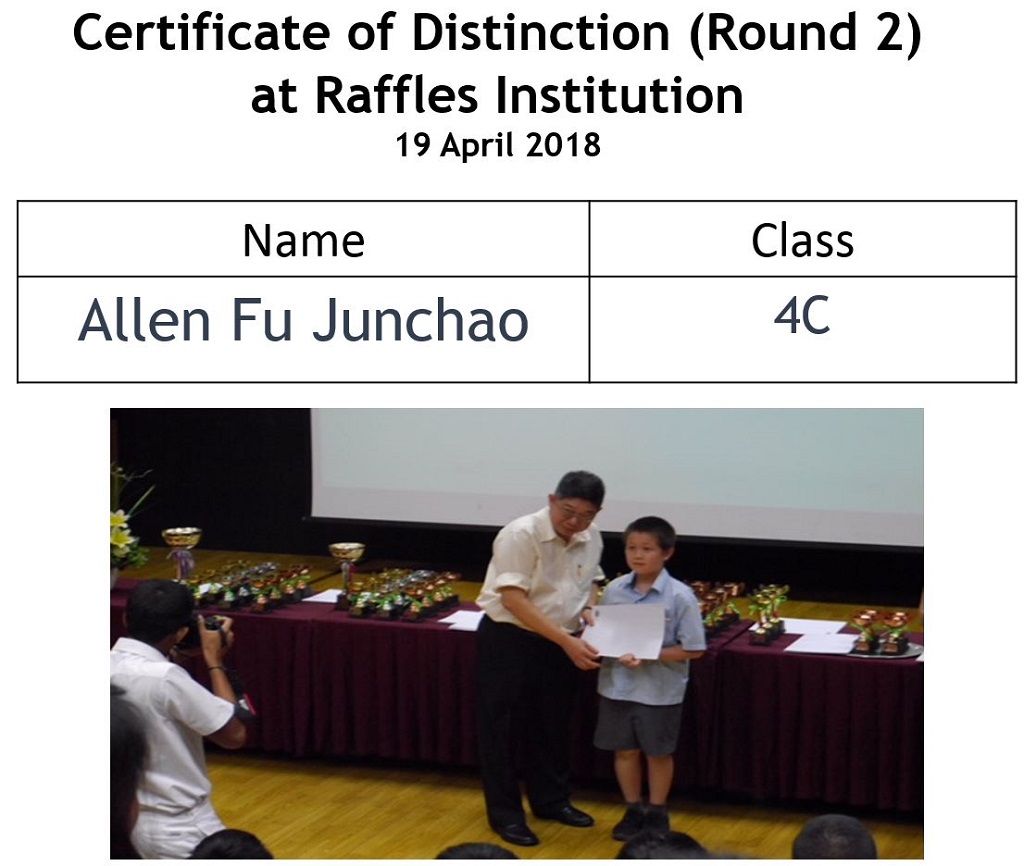 Certificate of Distinction (Round 2)
at Raffles Institution
19 April 2018
Name Class
Allen Fu Junchao 4C